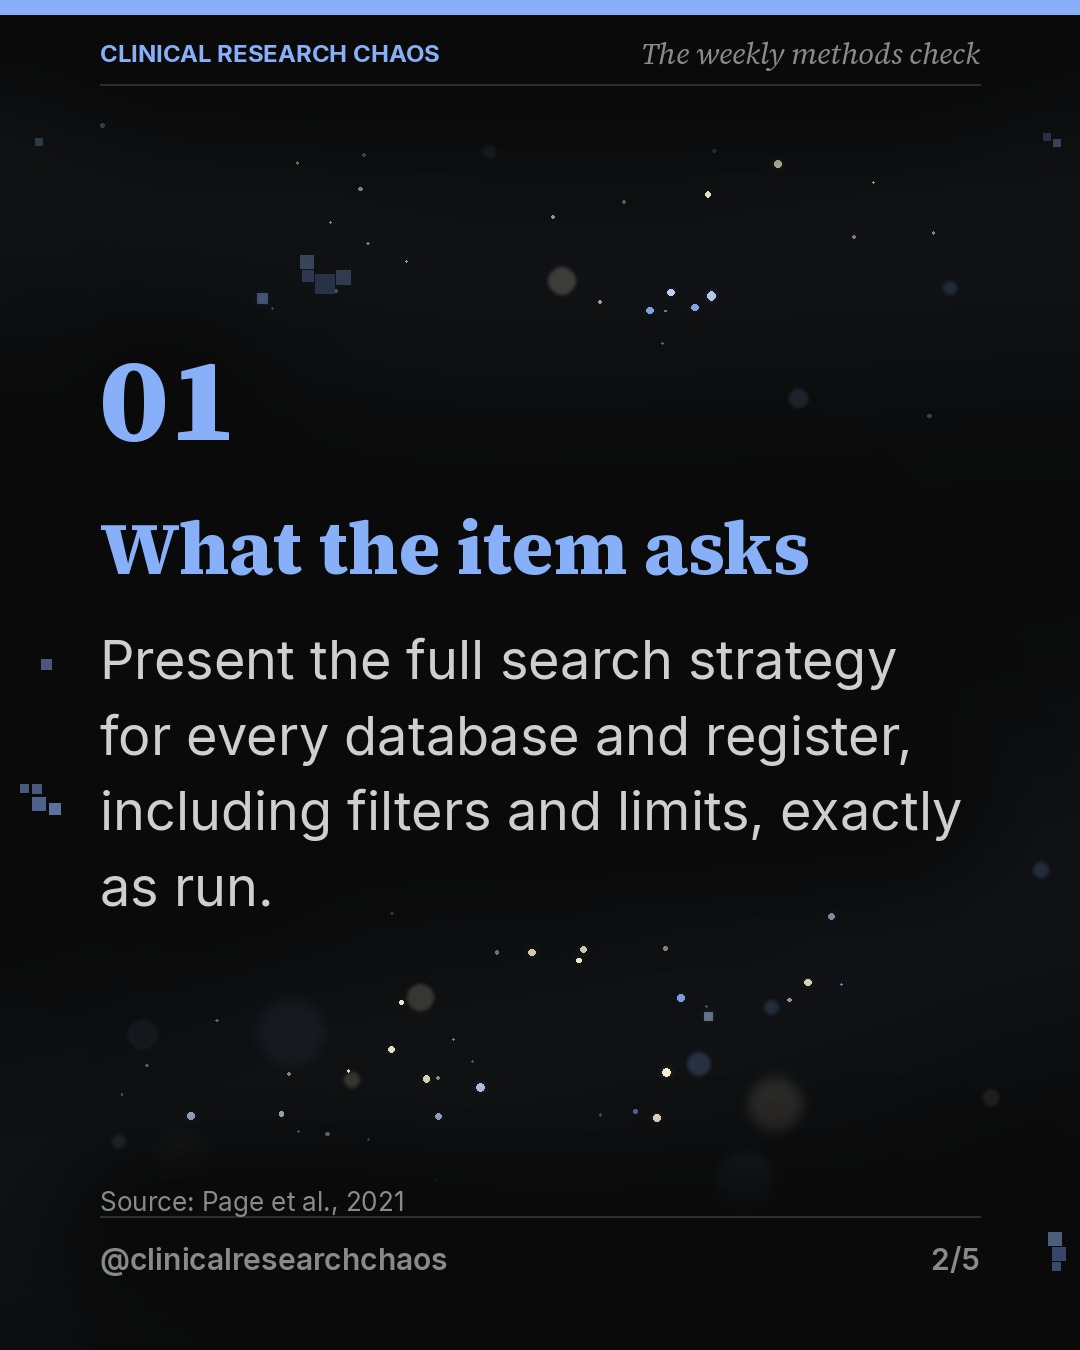 CLINICAL RESEARCH CHAOS
The weekly methods check
01
What the item asks
Present the full search strategy
for every database and register,
including filters and limits, exactly
as run.
Source: Page et al., 2021
@clinicalresearchchaos
2/5